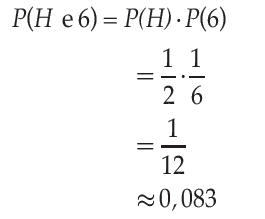 P(H e 6) = P(H) · P(6)
= 1/2 · 1/6
= 1/12
≈ 0,083